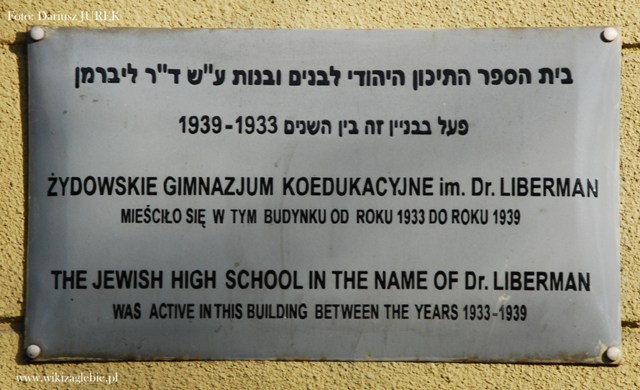 Foto: Dariusz JUREK
בית הספר התיכון היהודי לבנים ובנות ע"ש ד"ר ליברמן
פעל בבניין זה בין השנים 1939-1933
ŻYDOWSKIE GIMNAZJUM KOEDUKACYJNE im. Dr. LIBERMAN
MIEŚCIŁO SIĘ W TYM BUDYNKU OD ROKU 1933 DO ROKU 1939
THE JEWISH HIGH SCHOOL IN THE NAME OF Dr. LIBERMAN
WAS ACTIVE IN THIS BUILDING BETWEEN THE YEARS 1933-1939
www.wikizaglebie.pl